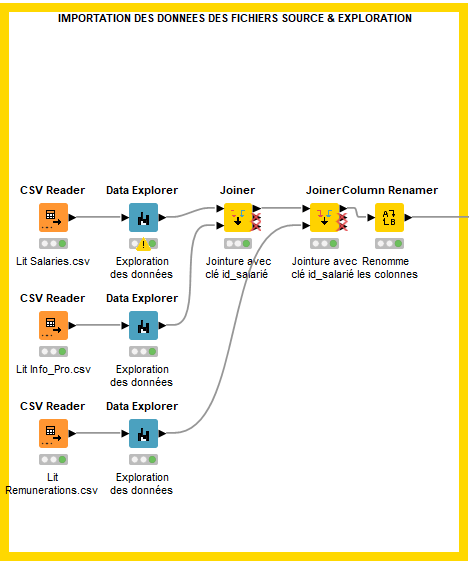 IMPORTATION DES DONNEES DES FICHIERS SOURCE & EXPLORATION
CSV Reader
Data Explorer
Joiner
Joiner
Column Renamer
Lit Salaries.csv
Exploration
des données
Jointure avec
clé id_salarié
Jointure avec
clé id_salarié
Renomme
les colonnes
CSV Reader
Data Explorer
Lit Info_Pro.csv
Exploration
des données
CSV Reader
Data Explorer
Lit
Remunerations.csv
Exploration
des données